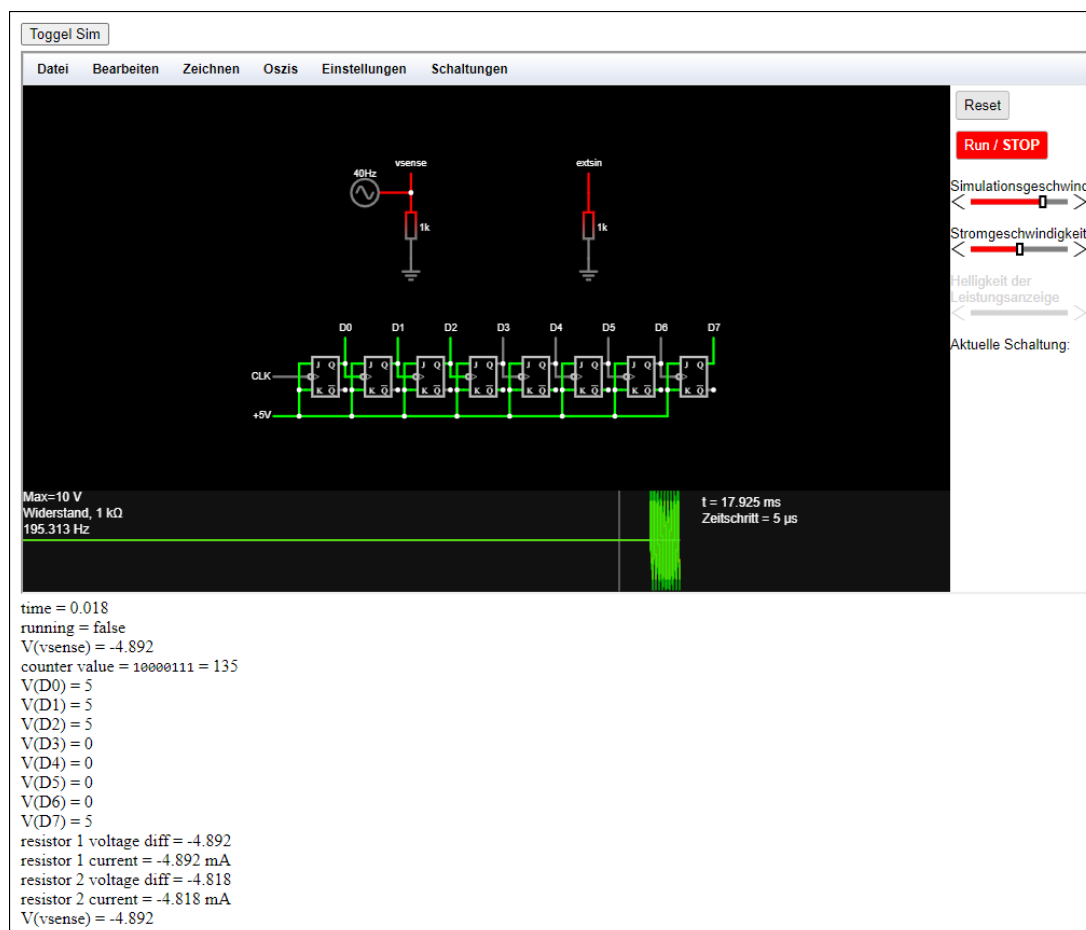 Toggel Sim
Datei Bearbeiten Zeichnen Oszis Einstellungen Schaltungen
Reset
Run / STOP
Simulationsgeschwind
Stromgeschwindigkeit
Helligkeit der
Leistungsanzeige
Aktuelle Schaltung:
40Hz
vsense
1k
extsin
1k
D0 D1 D2 D3 D4 D5 D6 D7
J Q J Q J Q J Q J Q J Q J Q J Q
CLK
K Q K Q K Q K Q K Q K Q K Q K Q
+5V
Max=10 V
Widerstand, 1 kΩ
195.313 Hz
t = 17.925 ms
Zeitschritt = 5 µs
time = 0.018
running = false
V(vsense) = -4.892
counter value = 10000111 = 135
V(D0) = 5
V(D1) = 5
V(D2) = 5
V(D3) = 0
V(D4) = 0
V(D5) = 0
V(D6) = 0
V(D7) = 5
resistor 1 voltage diff = -4.892
resistor 1 current = -4.892 mA
resistor 2 voltage diff = -4.818
resistor 2 current = -4.818 mA
V(vsense) = -4.892